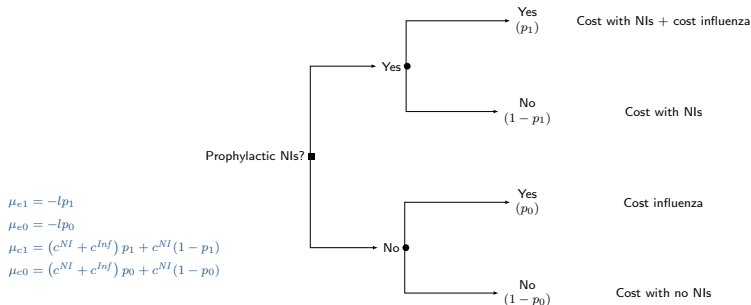 Yes
(p₁)
Cost with NIs + cost influenza
Yes
No
(1 − p₁)
Cost with NIs
Prophylactic NIs?
μₑ₁ = −lp₁
μₑ₀ = −lp₀
μ_c1 = (c^NI + c^Inf) p₁ + c^NI(1 − p₁)
μ_c0 = (c^NI + c^Inf) p₀ + c^NI(1 − p₀)
Yes
(p₀)
Cost influenza
No
No
(1 − p₀)
Cost with no NIs